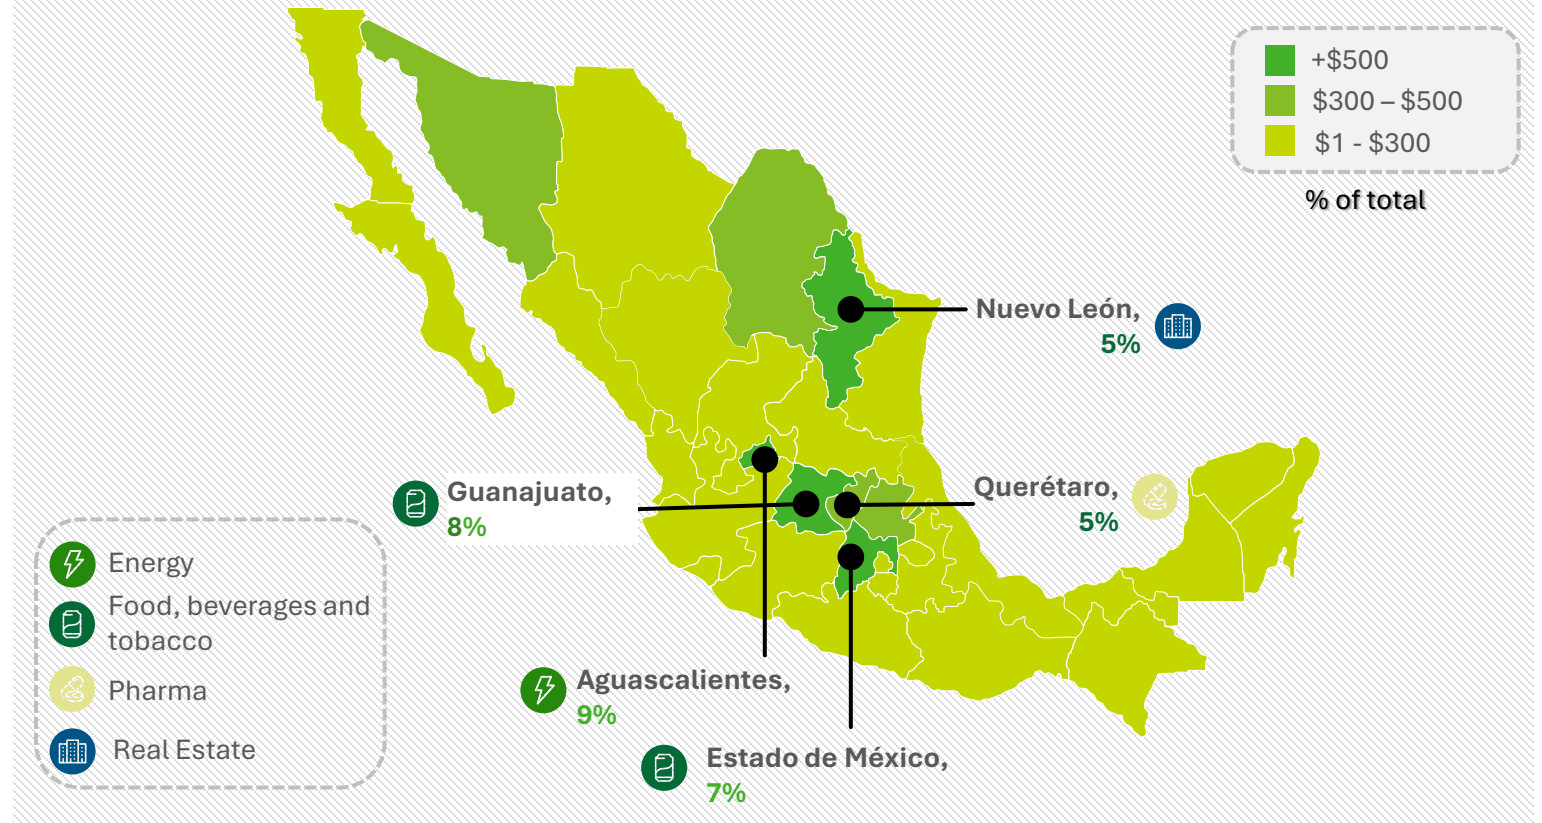 +$500
$300 – $500
$1 - $300
% of total
Nuevo León,
5%
Guanajuato,
8%
Querétaro,
5%
Energy
Food, beverages and
tobacco
Pharma
Real Estate
Aguascalientes,
9%
Estado de México,
7%